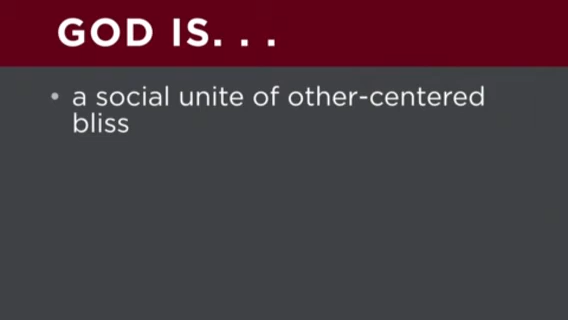 GOD IS. . .
• a social unite of other-centered
bliss